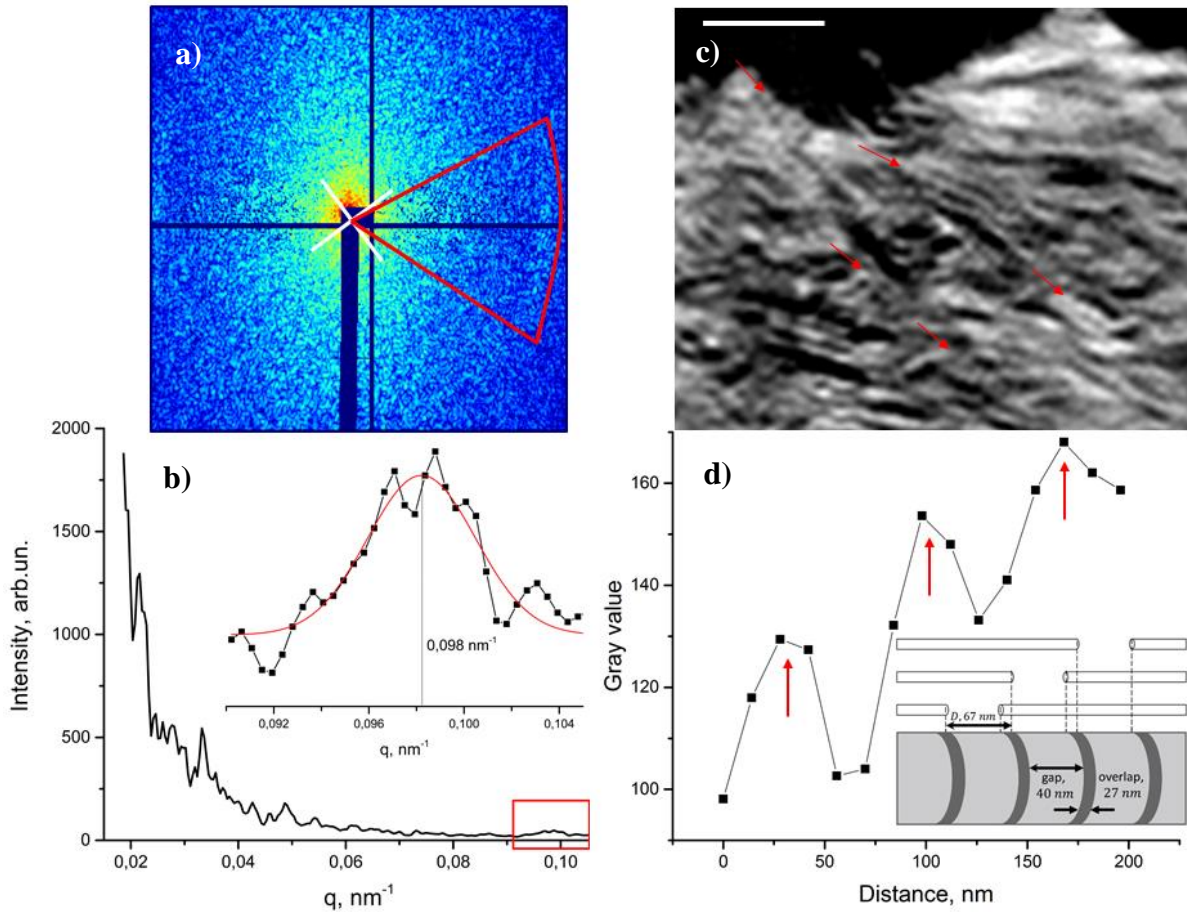 a)
c)
b)
2000
1500
1000
500
0
Intensity, arb.un.
0,02
0,04
0,06
0,08
0,10
q, nm⁻¹
0,098 nm⁻¹
0,092
0,096
0,100
0,104
q, nm⁻¹
d)
160
140
120
100
Gray value
0
50
100
150
200
Distance, nm
D, 67 nm
gap,
40 nm
overlap,
27 nm